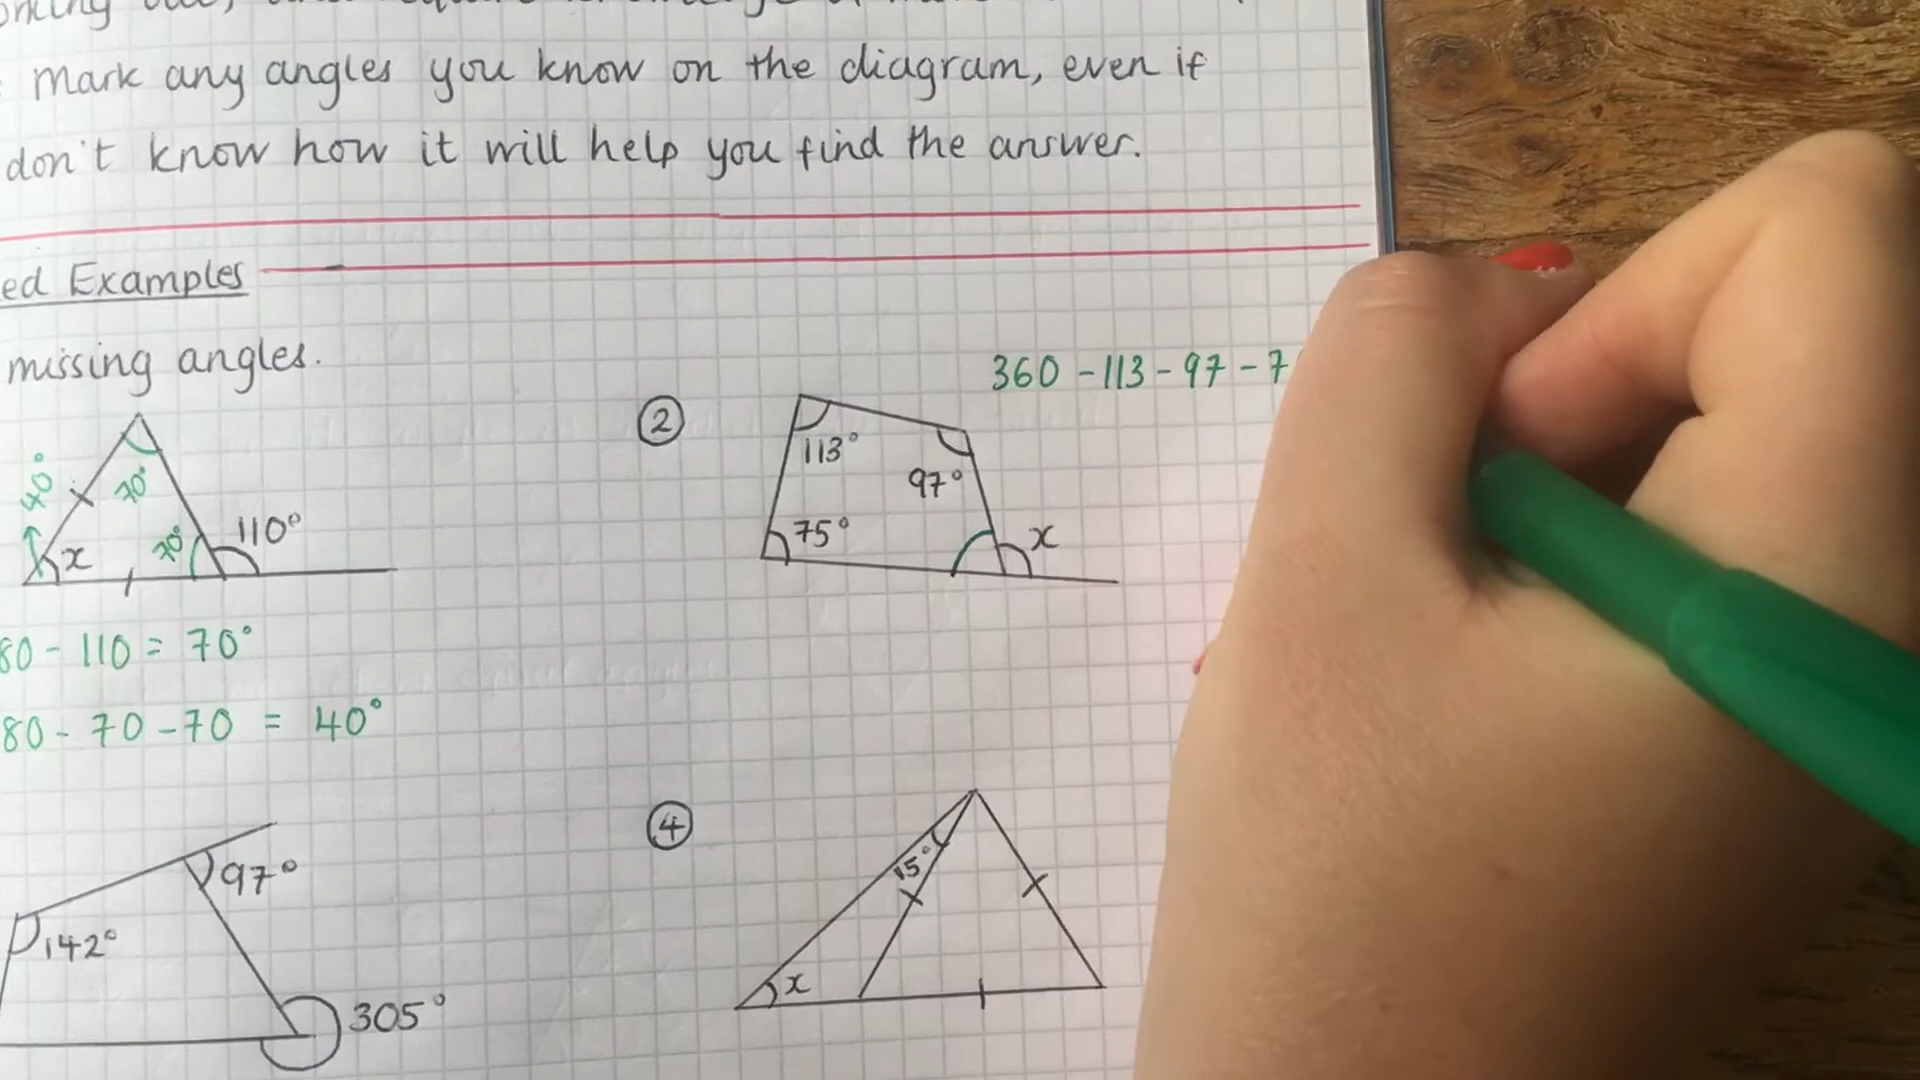 mark any angles you know on the diagram, even if
don't know how it will help you find the answer.
ed Examples
missing angles.
40°
70°
x
70°
110°
80 - 110 = 70°
80 - 70 - 70 = 40°
2
360 - 113 - 97 - 7
113°
97°
75°
x
97°
142°
305°
4
15°
x